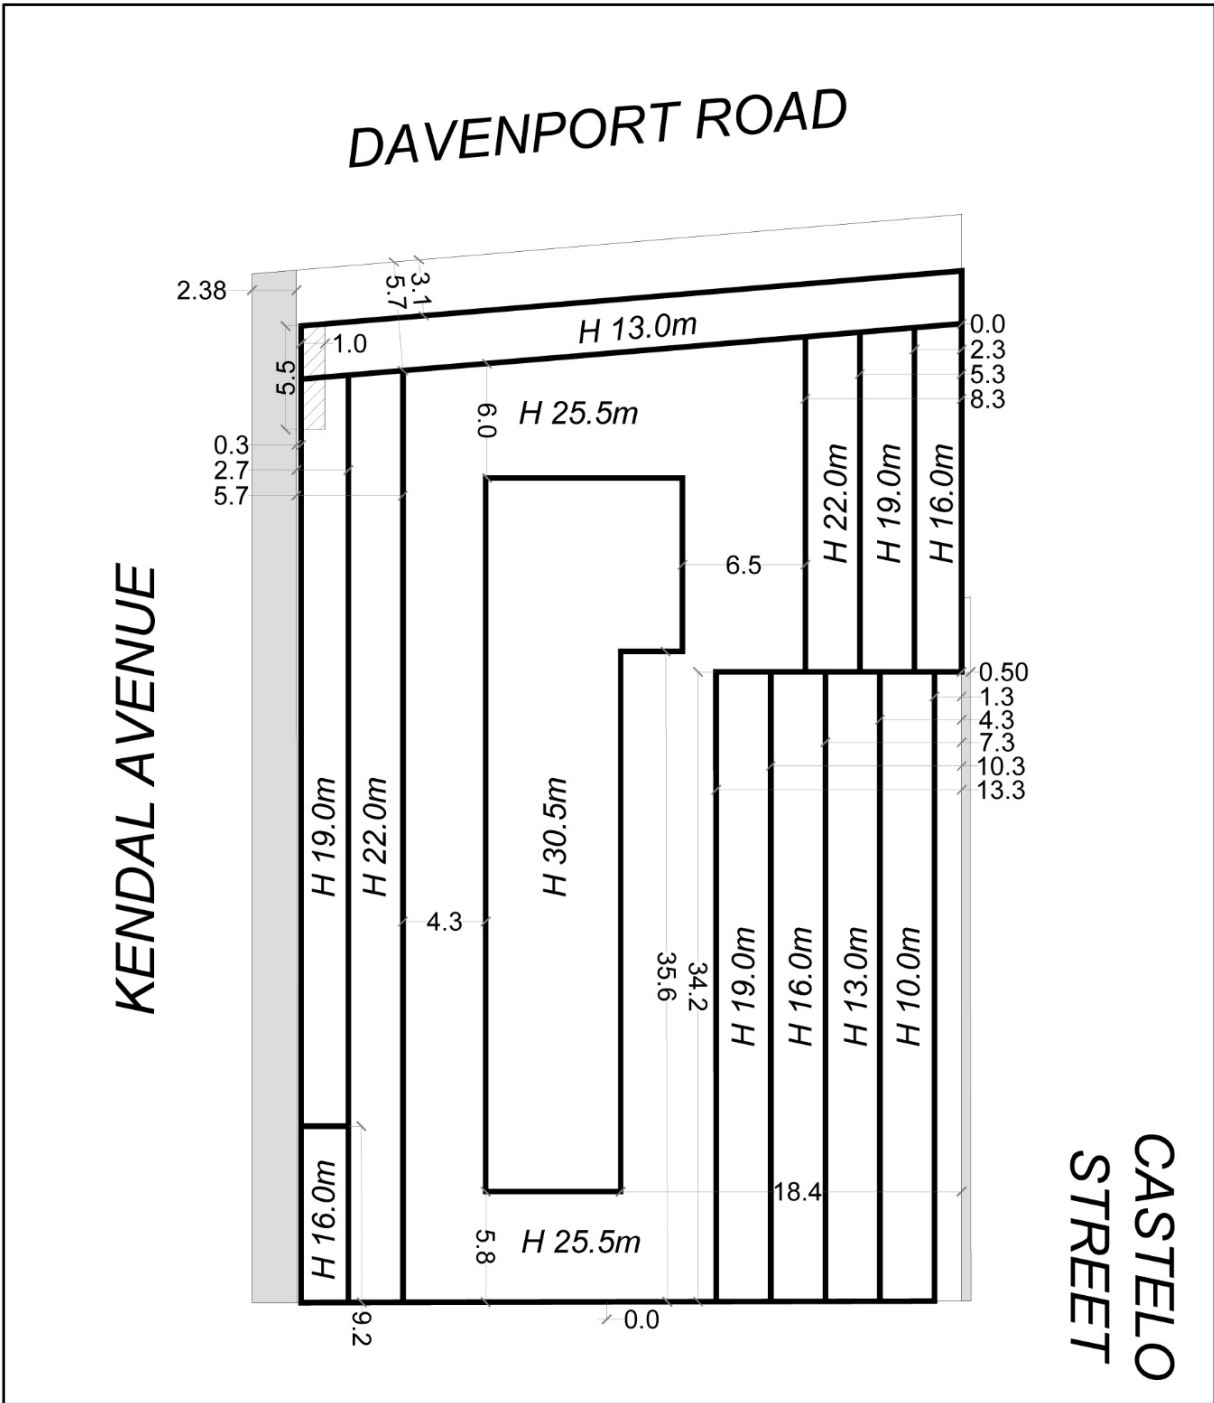 DAVENPORT ROAD
2.38
5.7
3.1
H 13.0m
0.0
1.0
2.3
5.5
5.3
8.3
6.0
H 25.5m
0.3
2.7
5.7
H 22.0m
H 19.0m
H 16.0m
6.5
KENDAL AVENUE
0.50
1.3
4.3
7.3
10.3
13.3
H 19.0m
H 22.0m
H 30.5m
4.3
35.6
34.2
H 19.0m
H 16.0m
H 13.0m
H 10.0m
18.4
H 16.0m
5.8
H 25.5m
9.2
0.0
CASTELO
STREET